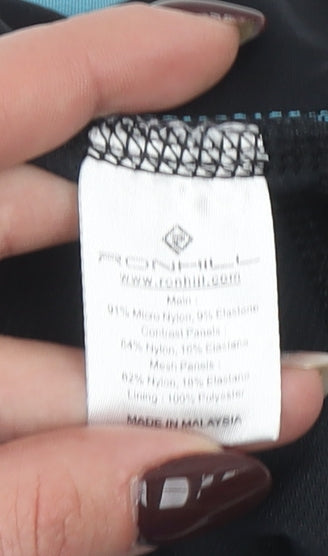 RONHILL
www.ronhill.com
Main :
91% Micro Nylon, 9% Elastane
Contrast Panels :
84% Nylon, 16% Elastane
Mesh Panels :
82% Nylon, 18% Elastane
Lining : 100% Polyester
MADE IN MALAYSIA